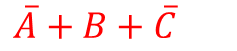 Ā + B + C̄